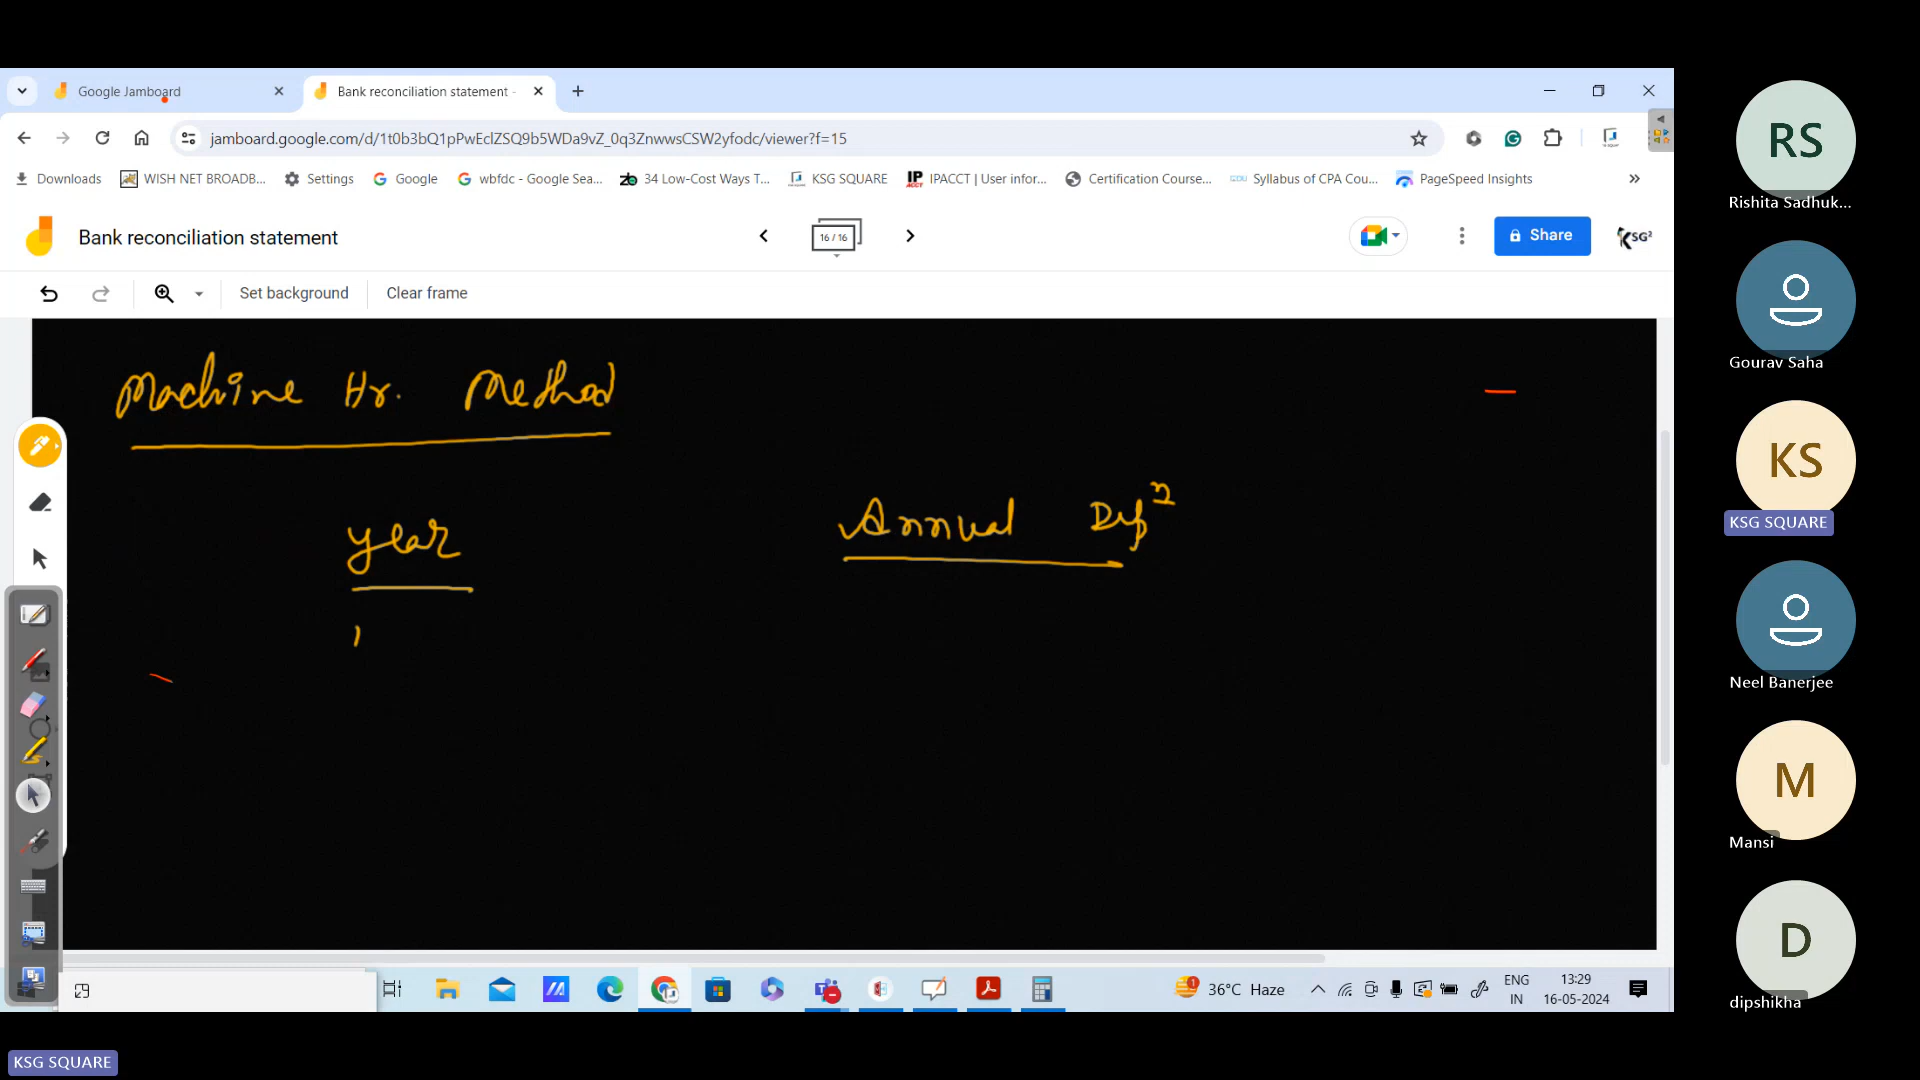 Google Jamboard
Bank reconciliation statement -
jamboard.google.com/d/1t0b3bQ1pPwEclZSQ9b5WDa9vZ_0q3ZnwwsCSW2yfodc/viewer?f=15
Downloads WISH NET BROADB... Settings Google wbfdc - Google Sea... 34 Low-Cost Ways T... KSG SQUARE IPACCT | User infor... Certification Course... Syllabus of CPA Cou... PageSpeed Insights
Bank reconciliation statement 16 / 16 Share KSG²
Set background Clear frame
Machine Hr. Method
year Annual Depⁿ
1
36°C Haze ENG IN 13:29 16-05-2024
RS
Rishita Sadhuk...
Gourav Saha
KS
KSG SQUARE
Neel Banerjee
M
Mansi
D
dipshikha
KSG SQUARE